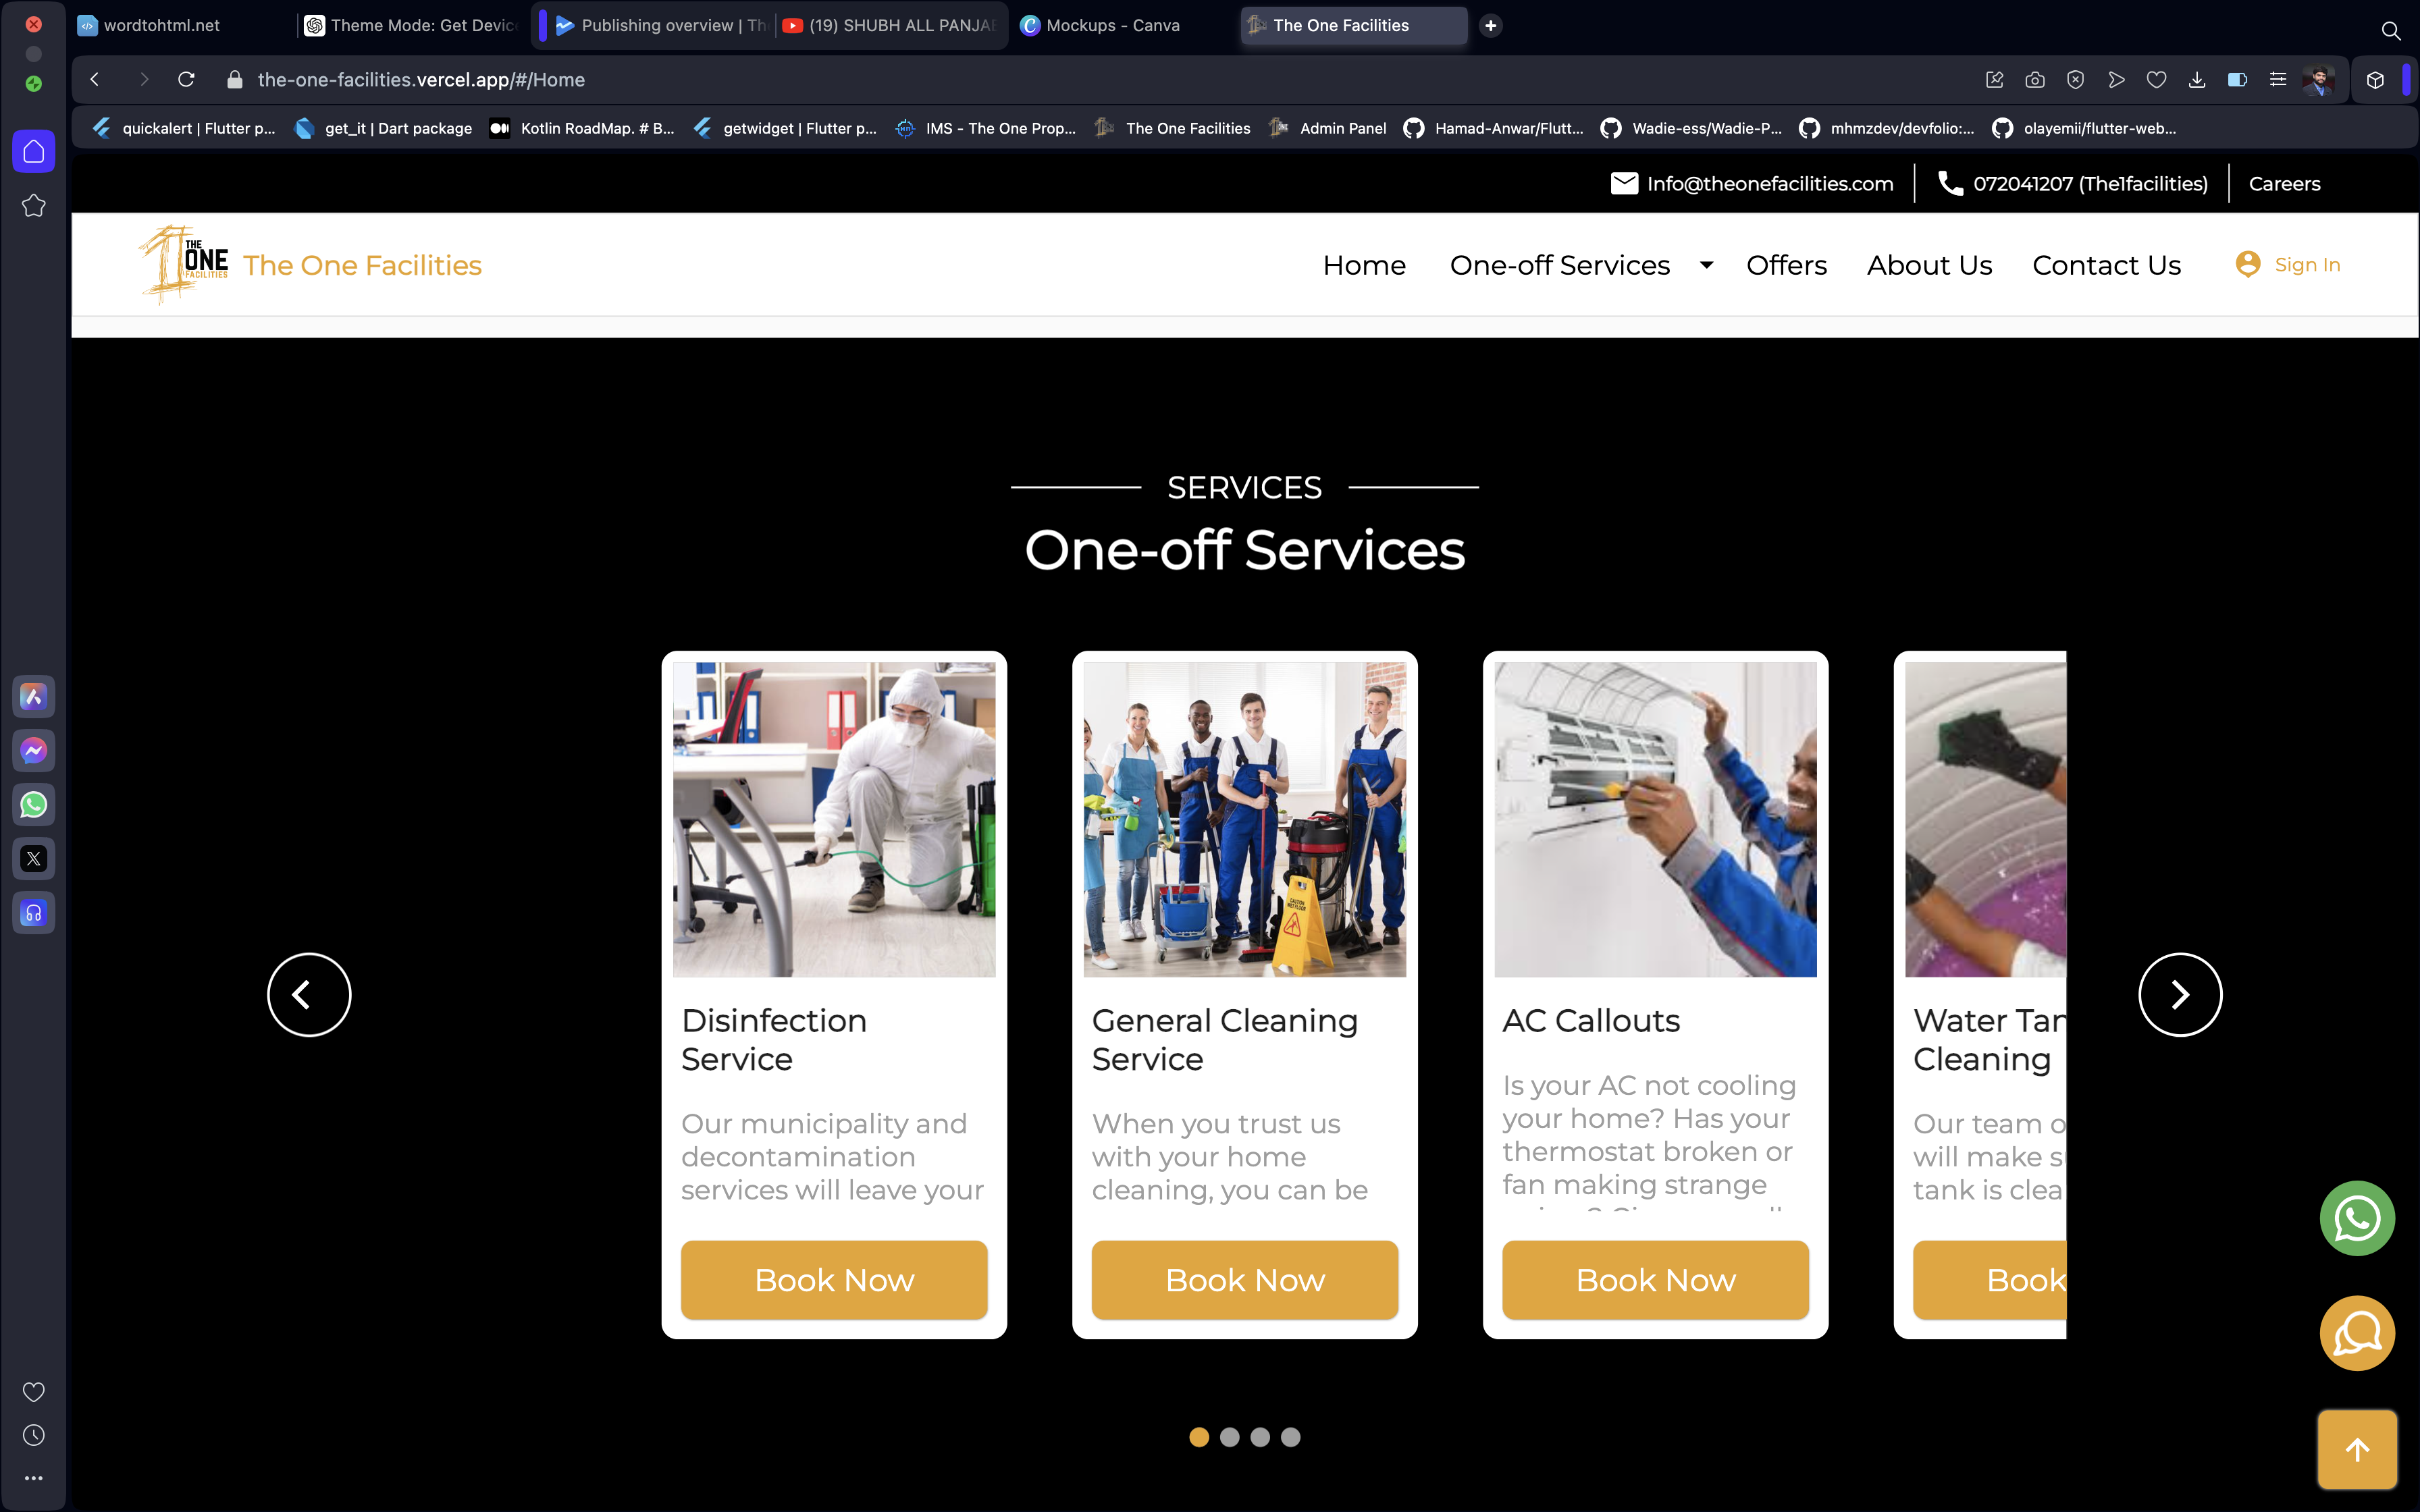 wordtohtml.net
Theme Mode: Get Devic
Publishing overview | Th
(19) SHUBH ALL PANJAB
Mockups - Canva
The One Facilities
the-one-facilities.vercel.app/#/Home
quickalert | Flutter p...
get_it | Dart package
Kotlin RoadMap. # B...
getwidget | Flutter p...
IMS - The One Prop...
The One Facilities
Admin Panel
Hamad-Anwar/Flutt...
Wadie-ess/Wadie-P...
mhmzdev/devfolio:...
olayemii/flutter-web...
Info@theonefacilities.com
072041207 (The1facilities)
Careers
THE
ONE
FACILITIES
The One Facilities
Home
One-off Services
Offers
About Us
Contact Us
Sign In
SERVICES
One-off Services
Disinfection
Service
Our municipality and
decontamination
services will leave your
Book Now
General Cleaning
Service
When you trust us
with your home
cleaning, you can be
Book Now
AC Callouts
Is your AC not cooling
your home? Has your
thermostat broken or
fan making strange
Book Now
Water Tan
Cleaning
Our team o
will make s
tank is clea
Book